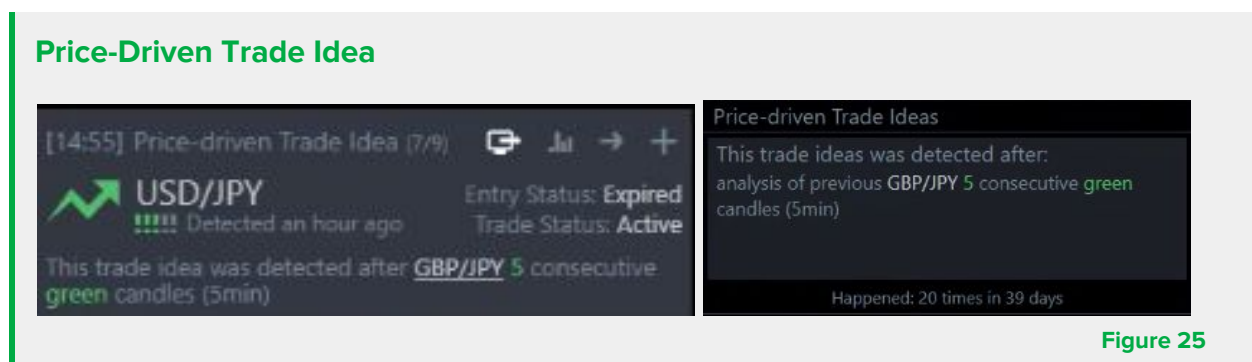 Price-Driven Trade Idea
[14:55] Price-driven Trade Idea (7/9)
USD/JPY
Entry Status: Expired
!!!!! Detected an hour ago
Trade Status: Active
This trade idea was detected after GBP/JPY 5 consecutive
green candles (5min)
Price-driven Trade Ideas
This trade ideas was detected after:
analysis of previous GBP/JPY 5 consecutive green
candles (5min)
Happened: 20 times in 39 days
Figure 25